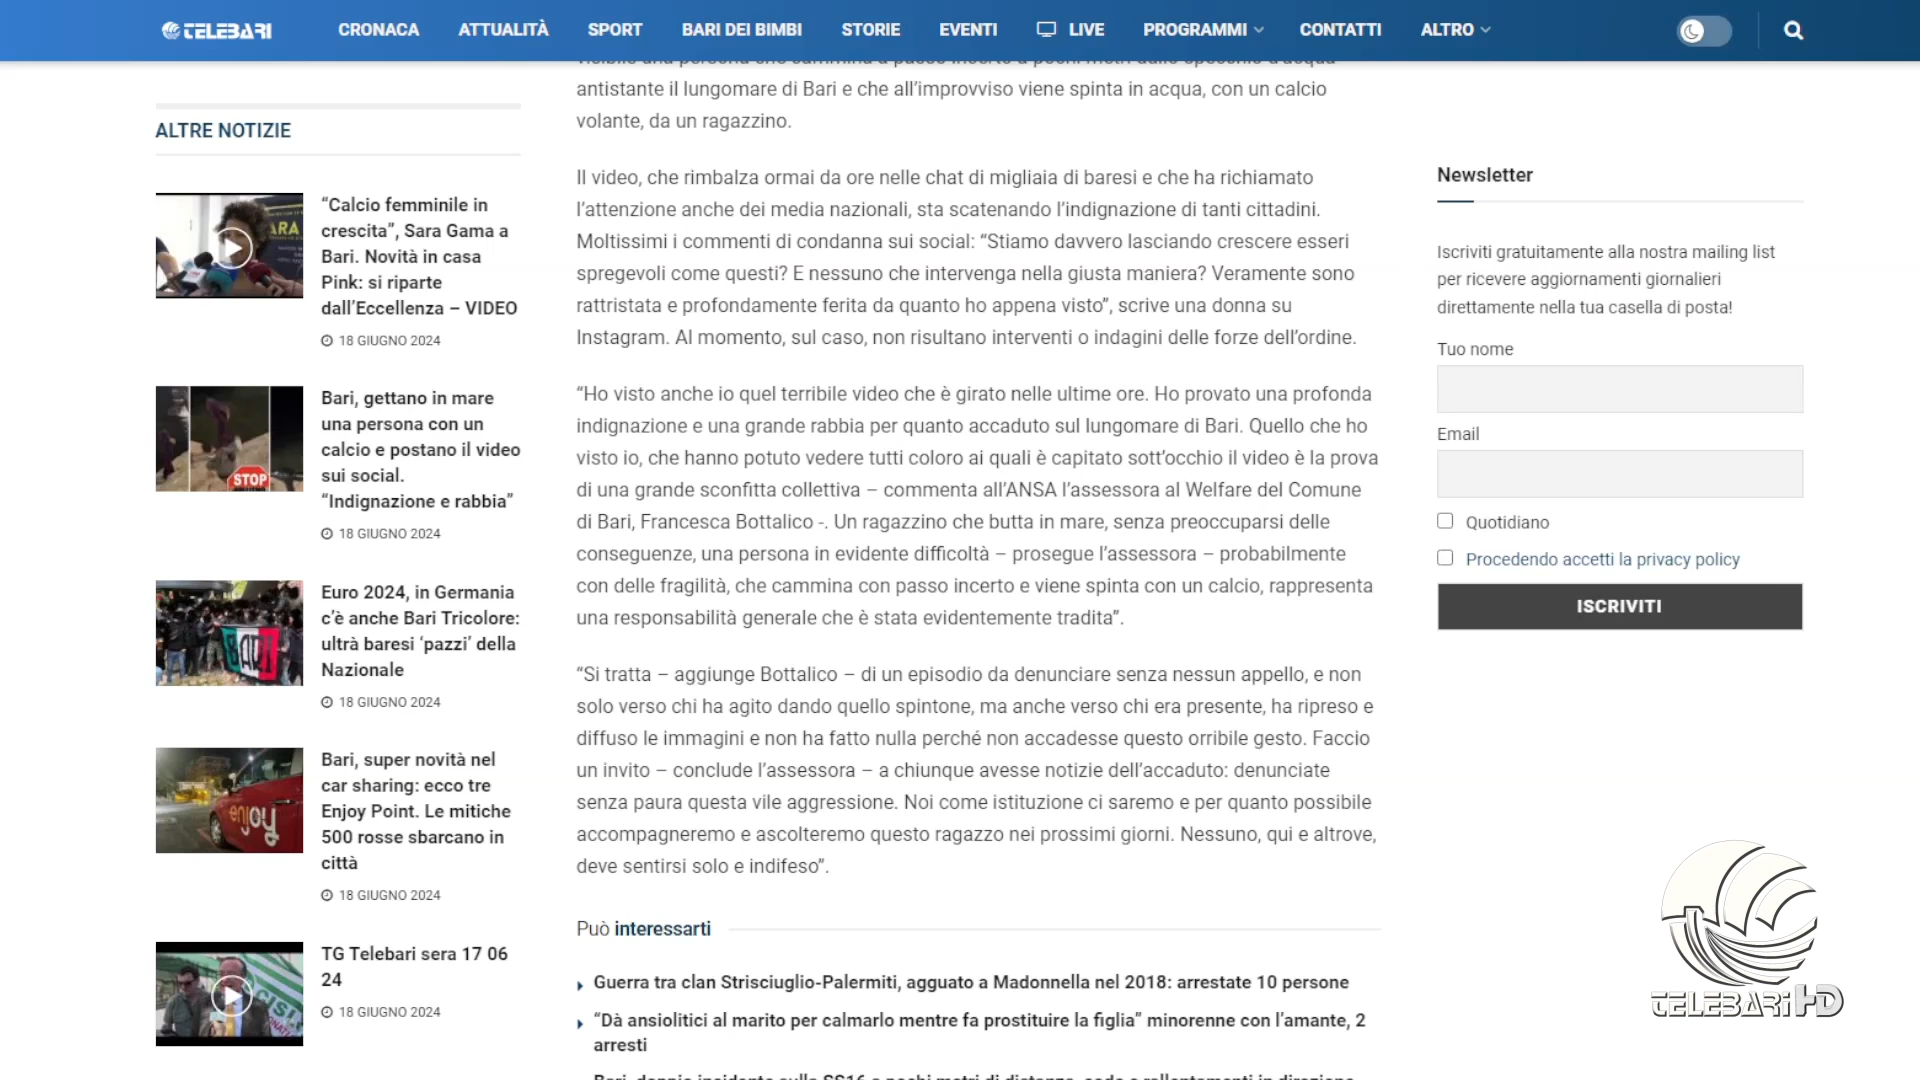 TELEBARI
CRONACA
ATTUALITÀ
SPORT
BARI DEI BIMBI
STORIE
EVENTI
LIVE
PROGRAMMI
CONTATTI
ALTRO
ALTRE NOTIZIE
“Calcio femminile in
crescita”, Sara Gama a
Bari. Novità in casa
Pink: si riparte
dall’Eccellenza – VIDEO
18 GIUGNO 2024
STOP
Bari, gettano in mare
una persona con un
calcio e postano il video
sui social.
“Indignazione e rabbia”
18 GIUGNO 2024
BARI
Euro 2024, in Germania
c’è anche Bari Tricolore:
ultrà baresi ‘pazzi’ della
Nazionale
18 GIUGNO 2024
enjoy
Bari, super novità nel
car sharing: ecco tre
Enjoy Point. Le mitiche
500 rosse sbarcano in
città
18 GIUGNO 2024
TG Telebari sera 17 06
24
18 GIUGNO 2024
visibile una persona che cammina a passo incerto a pochi metri dallo specchio d’acqua
antistante il lungomare di Bari e che all’improvviso viene spinta in acqua, con un calcio
volante, da un ragazzino.
Il video, che rimbalza ormai da ore nelle chat di migliaia di baresi e che ha richiamato
l’attenzione anche dei media nazionali, sta scatenando l’indignazione di tanti cittadini.
Moltissimi i commenti di condanna sui social: “Stiamo davvero lasciando crescere esseri
spregevoli come questi? E nessuno che intervenga nella giusta maniera? Veramente sono
rattristata e profondamente ferita da quanto ho appena visto”, scrive una donna su
Instagram. Al momento, sul caso, non risultano interventi o indagini delle forze dell’ordine.
“Ho visto anche io quel terribile video che è girato nelle ultime ore. Ho provato una profonda
indignazione e una grande rabbia per quanto accaduto sul lungomare di Bari. Quello che ho
visto io, che hanno potuto vedere tutti coloro ai quali è capitato sott’occhio il video è la prova
di una grande sconfitta collettiva – commenta all’ANSA l’assessora al Welfare del Comune
di Bari, Francesca Bottalico -. Un ragazzino che butta in mare, senza preoccuparsi delle
conseguenze, una persona in evidente difficoltà – prosegue l’assessora – probabilmente
con delle fragilità, che cammina con passo incerto e viene spinta con un calcio, rappresenta
una responsabilità generale che è stata evidentemente tradita”.
“Si tratta – aggiunge Bottalico – di un episodio da denunciare senza nessun appello, e non
solo verso chi ha agito dando quello spintone, ma anche verso chi era presente, ha ripreso e
diffuso le immagini e non ha fatto nulla perché non accadesse questo orribile gesto. Faccio
un invito – conclude l’assessora – a chiunque avesse notizie dell’accaduto: denunciate
senza paura questa vile aggressione. Noi come istituzione ci saremo e per quanto possibile
accompagneremo e ascolteremo questo ragazzo nei prossimi giorni. Nessuno, qui e altrove,
deve sentirsi solo e indifeso”.
Può interessarti
Guerra tra clan Strisciuglio-Palermiti, agguato a Madonnella nel 2018: arrestate 10 persone
“Dà ansiolitici al marito per calmarlo mentre fa prostituire la figlia” minorenne con l’amante, 2
arresti
Bari, doppio incidente sulla SS16 a pochi metri di distanza, code e rallentamenti in direzione
Newsletter
Iscriviti gratuitamente alla nostra mailing list
per ricevere aggiornamenti giornalieri
direttamente nella tua casella di posta!
Tuo nome
Email
Quotidiano
Procedendo accetti la privacy policy
ISCRIVITI
TELEBARI HD